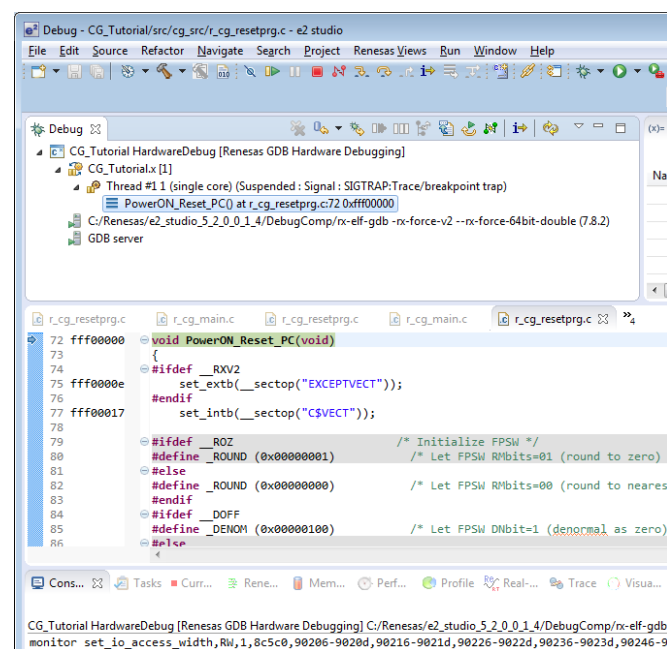 Debug - CG_Tutorial/src/cg_src/r_cg_resetprg.c - e2 studio
File Edit Source Refactor Navigate Search Project Renesas Views Run Window Help
Debug
(x)=
CG_Tutorial HardwareDebug [Renesas GDB Hardware Debugging]
CG_Tutorial.x [1]
Na
Thread #1 1 (single core) (Suspended : Signal : SIGTRAP:Trace/breakpoint trap)
PowerON_Reset_PC() at r_cg_resetprg.c:72 0xfff00000
C:/Renesas/e2_studio_5_2_0_0_1_4/DebugComp/rx-elf-gdb -rx-force-v2 --rx-force-64bit-double (7.8.2)
GDB server
r_cg_resetprg.c r_cg_main.c r_cg_resetprg.c r_cg_main.c r_cg_resetprg.c »4
72 fff00000 void PowerON_Reset_PC(void)
73 {
74 #ifdef __RXV2
75 fff0000e set_extb(__sectop("EXCEPTVECT"));
76 #endif
77 fff00017 set_intb(__sectop("C$VECT"));
78
79 #ifdef __ROZ /* Initialize FPSW */
80 #define _ROUND (0x00000001) /* Let FPSW RMbits=01 (round to zero)
81 #else
82 #define _ROUND (0x00000000) /* Let FPSW RMbits=00 (round to neares
83 #endif
84 #ifdef __DOFF
85 #define _DENOM (0x00000100) /* Let FPSW DNbit=1 (denormal as zero)
86 #else
Cons... Tasks Curr... Rene... Mem... Perf... Profile Real-... Trace Visua...
CG_Tutorial HardwareDebug [Renesas GDB Hardware Debugging] C:/Renesas/e2_studio_5_2_0_0_1_4/DebugComp/rx-elf-gdb
monitor set_io_access_width,RW,1,8c5c0,90206-9020d,90216-9021d,90226-9022d,90236-9023d,90246-9